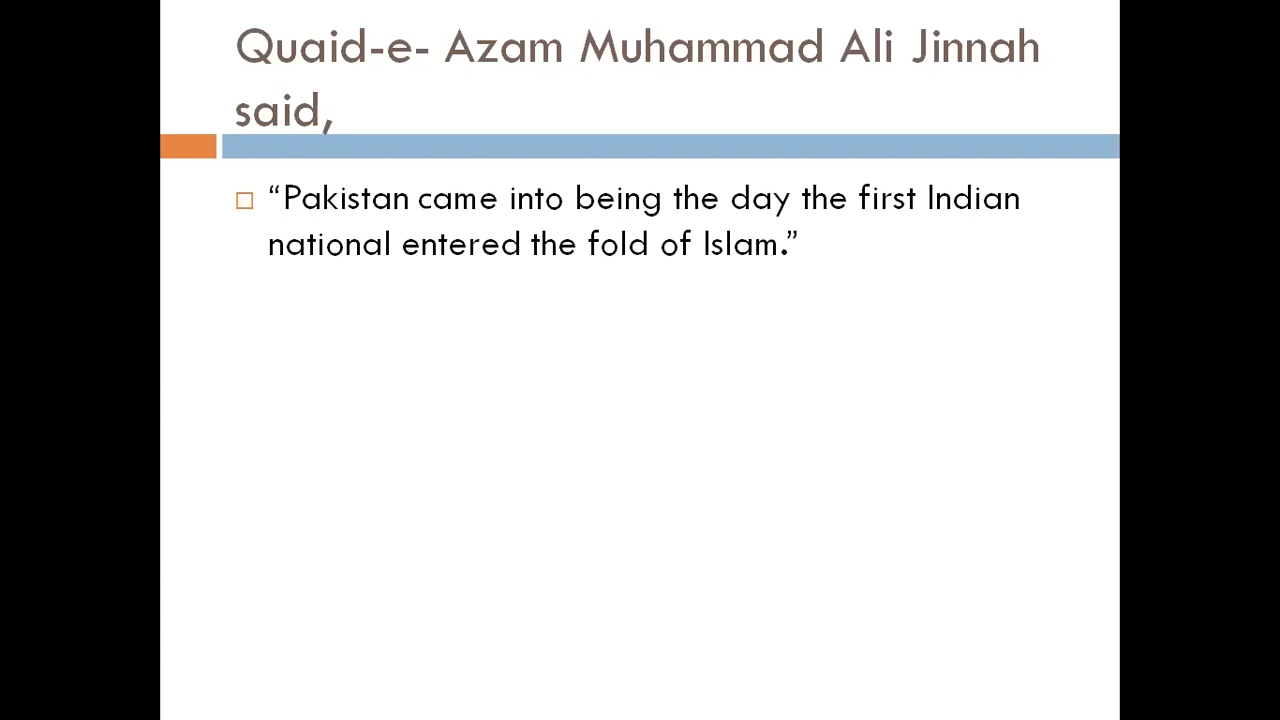 Quaid-e- Azam Muhammad Ali Jinnah
said,
“Pakistan came into being the day the first Indian
national entered the fold of Islam.”